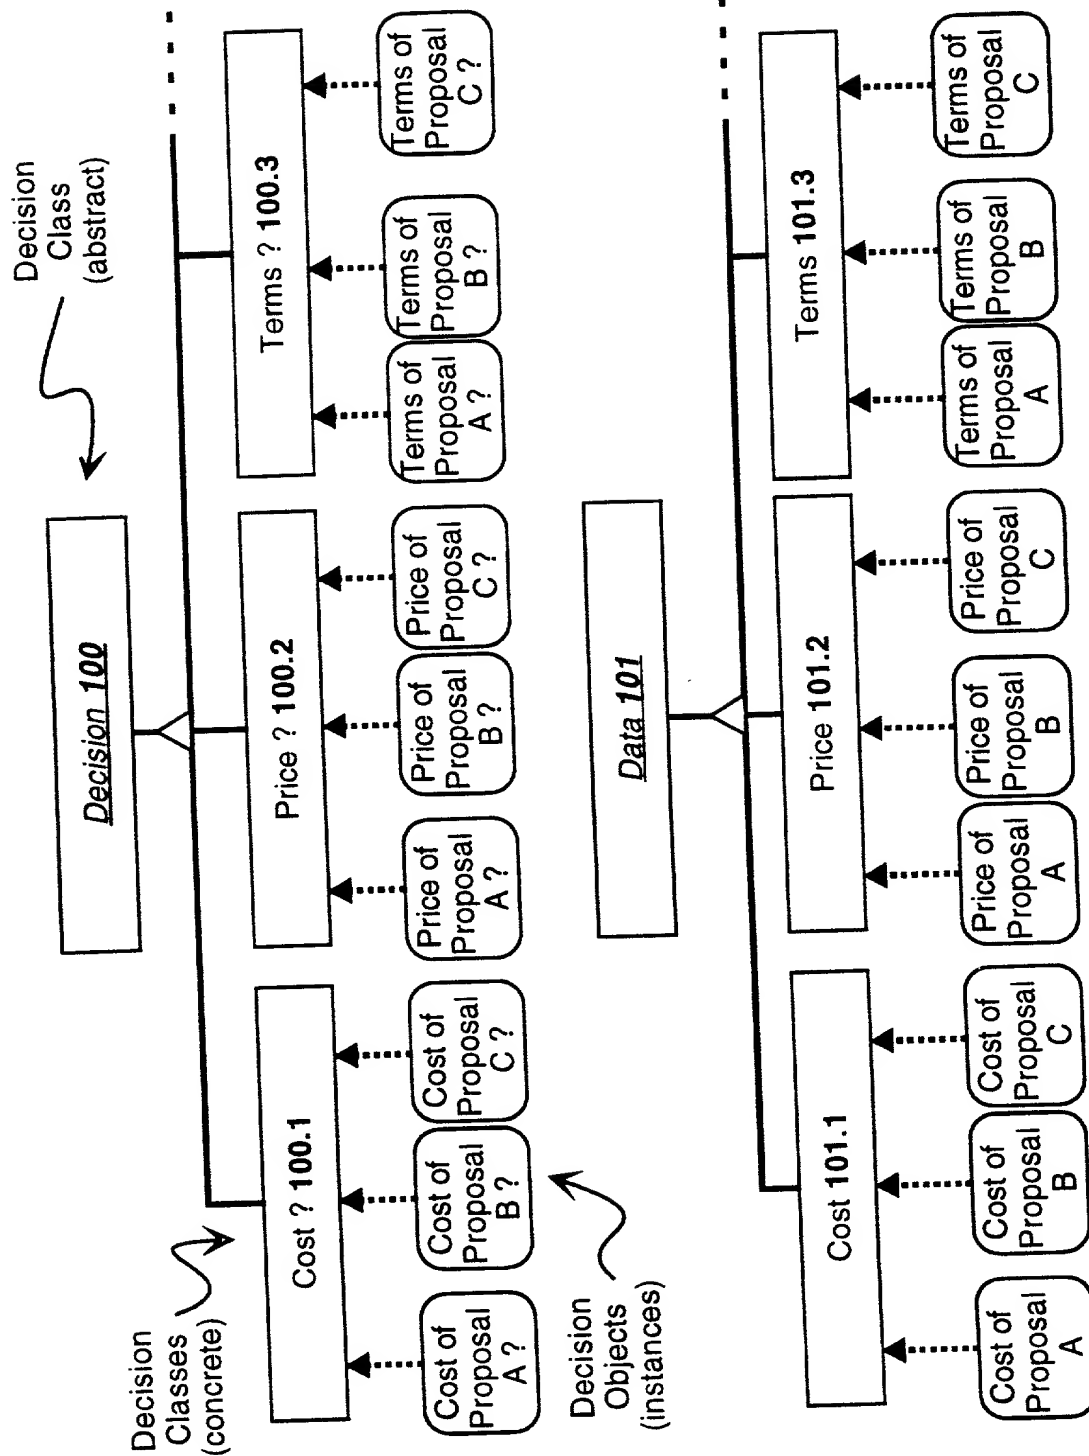 Decision
Class
(abstract)
Decision 100
Decision
Classes
(concrete)
Cost ? 100.1
Price ? 100.2
Terms ? 100.3
Cost of
Proposal
A ?
Cost of
Proposal
B ?
Cost of
Proposal
C ?
Price of
Proposal
A ?
Price of
Proposal
B ?
Price of
Proposal
C ?
Terms of
Proposal
A ?
Terms of
Proposal
B ?
Terms of
Proposal
C ?
Decision
Objects
(instances)
Data 101
Cost 101.1
Price 101.2
Terms 101.3
Cost of
Proposal
A
Cost of
Proposal
B
Cost of
Proposal
C
Price of
Proposal
A
Price of
Proposal
B
Price of
Proposal
C
Terms of
Proposal
A
Terms of
Proposal
B
Terms of
Proposal
C